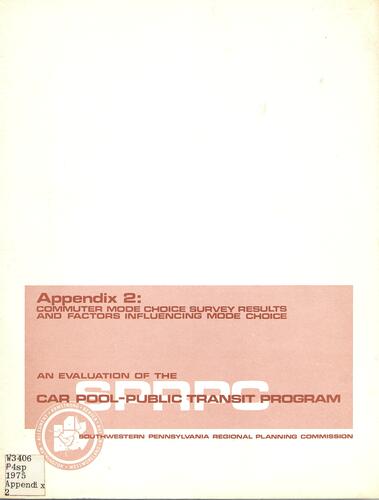 Appendix 2:
COMMUTER MODE CHOICE SURVEY RESULTS
AND FACTORS INFLUENCING MODE CHOICE
AN EVALUATION OF THE
SPRPC
CAR POOL-PUBLIC TRANSIT PROGRAM
SOUTHWESTERN PENNSYLVANIA REGIONAL PLANNING COMMISSION
W3406
P4sp
1975
Appendix
2